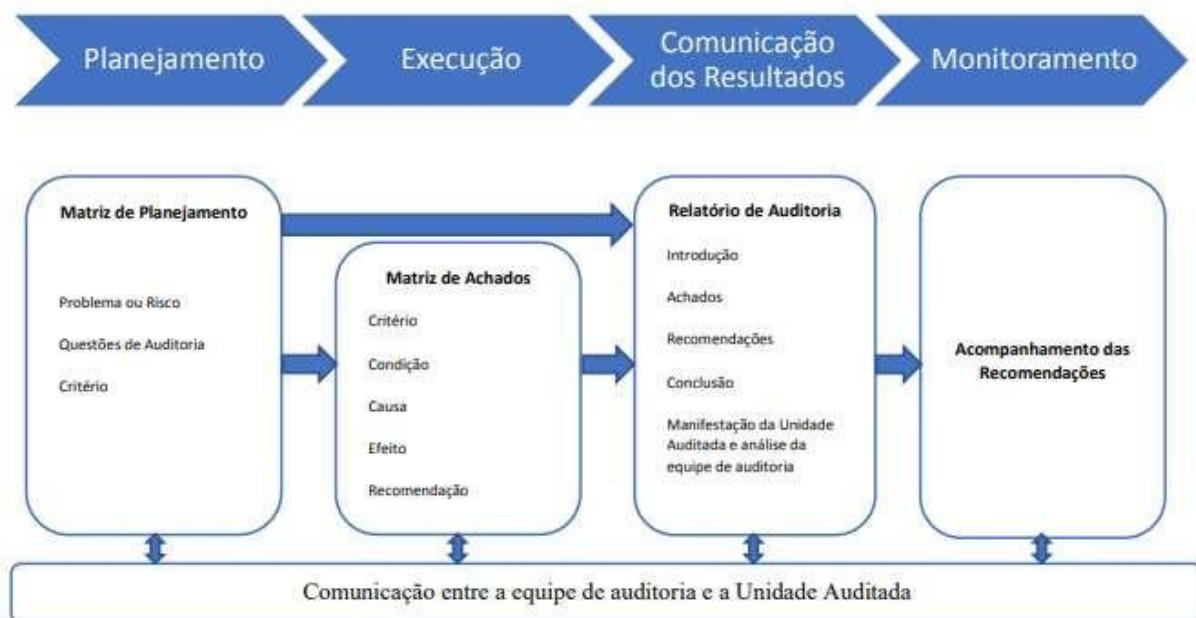 Planejamento
Execução
Comunicação
dos Resultados
Monitoramento
Matriz de Planejamento
Problema ou Risco
Questões de Auditoria
Critério
Matriz de Achados
Critério
Condição
Causa
Efeito
Recomendação
Relatório de Auditoria
Introdução
Achados
Recomendações
Conclusão
Manifestação da Unidade
Auditada e análise da
equipe de auditoria
Acompanhamento das
Recomendações
Comunicação entre a equipe de auditoria e a Unidade Auditada